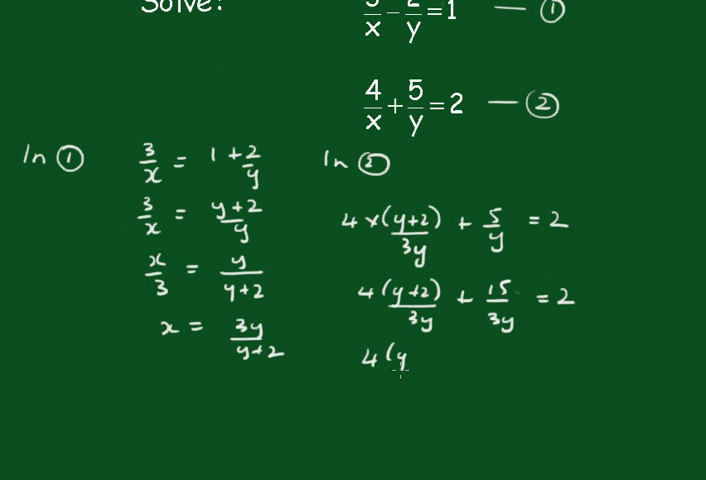 Solve:
3/x - 2/y = 1 — ①
4/x + 5/y = 2 — ②
In ① 3/x = 1 + 2/y
3/x = y+2/y
x/3 = y/y+2
x = 3y/y+2
In ②
4 × (y+2)/3y + 5/y = 2
4 (y+2)/3y + 15/3y = 2
4 (y